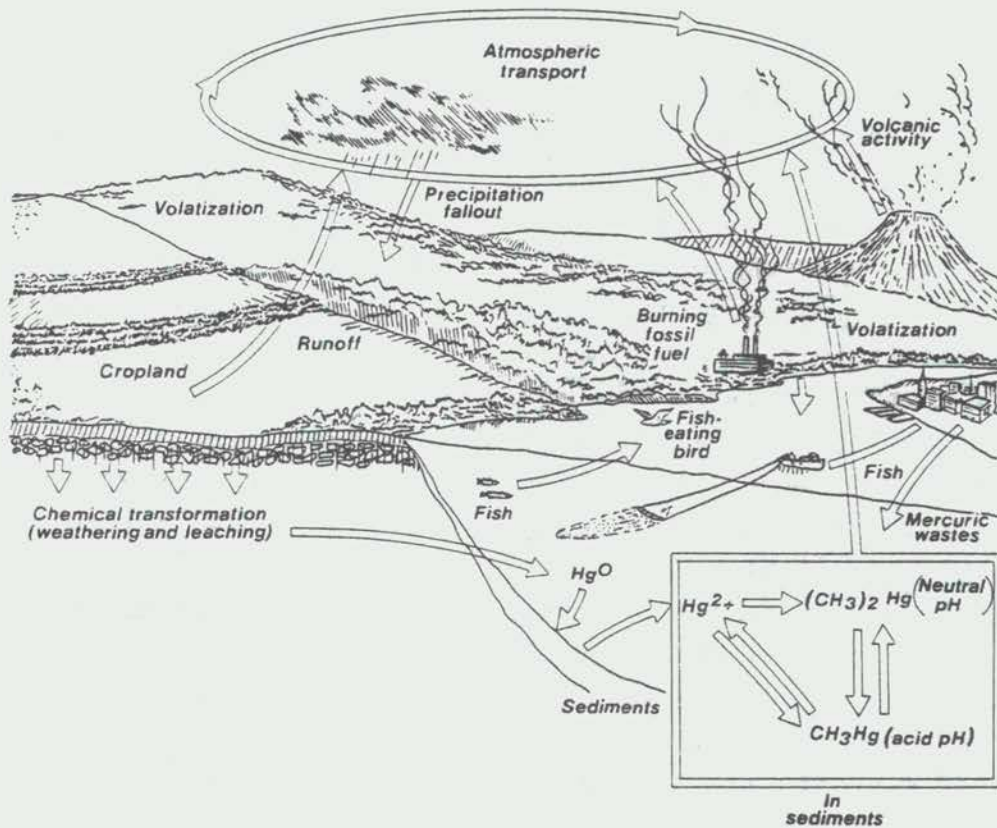 Atmospheric
transport
Volcanic
activity
Volatization
Precipitation
fallout
Burning
fossil
fuel
Volatization
Cropland
Runoff
Fish-
eating
bird
Fish
Fish
Chemical transformation
(weathering and leaching)
Mercuric
wastes
HgO
Hg2+
(CH3)2 Hg (Neutral
pH)
Sediments
CH3Hg (acid pH)
In
sediments